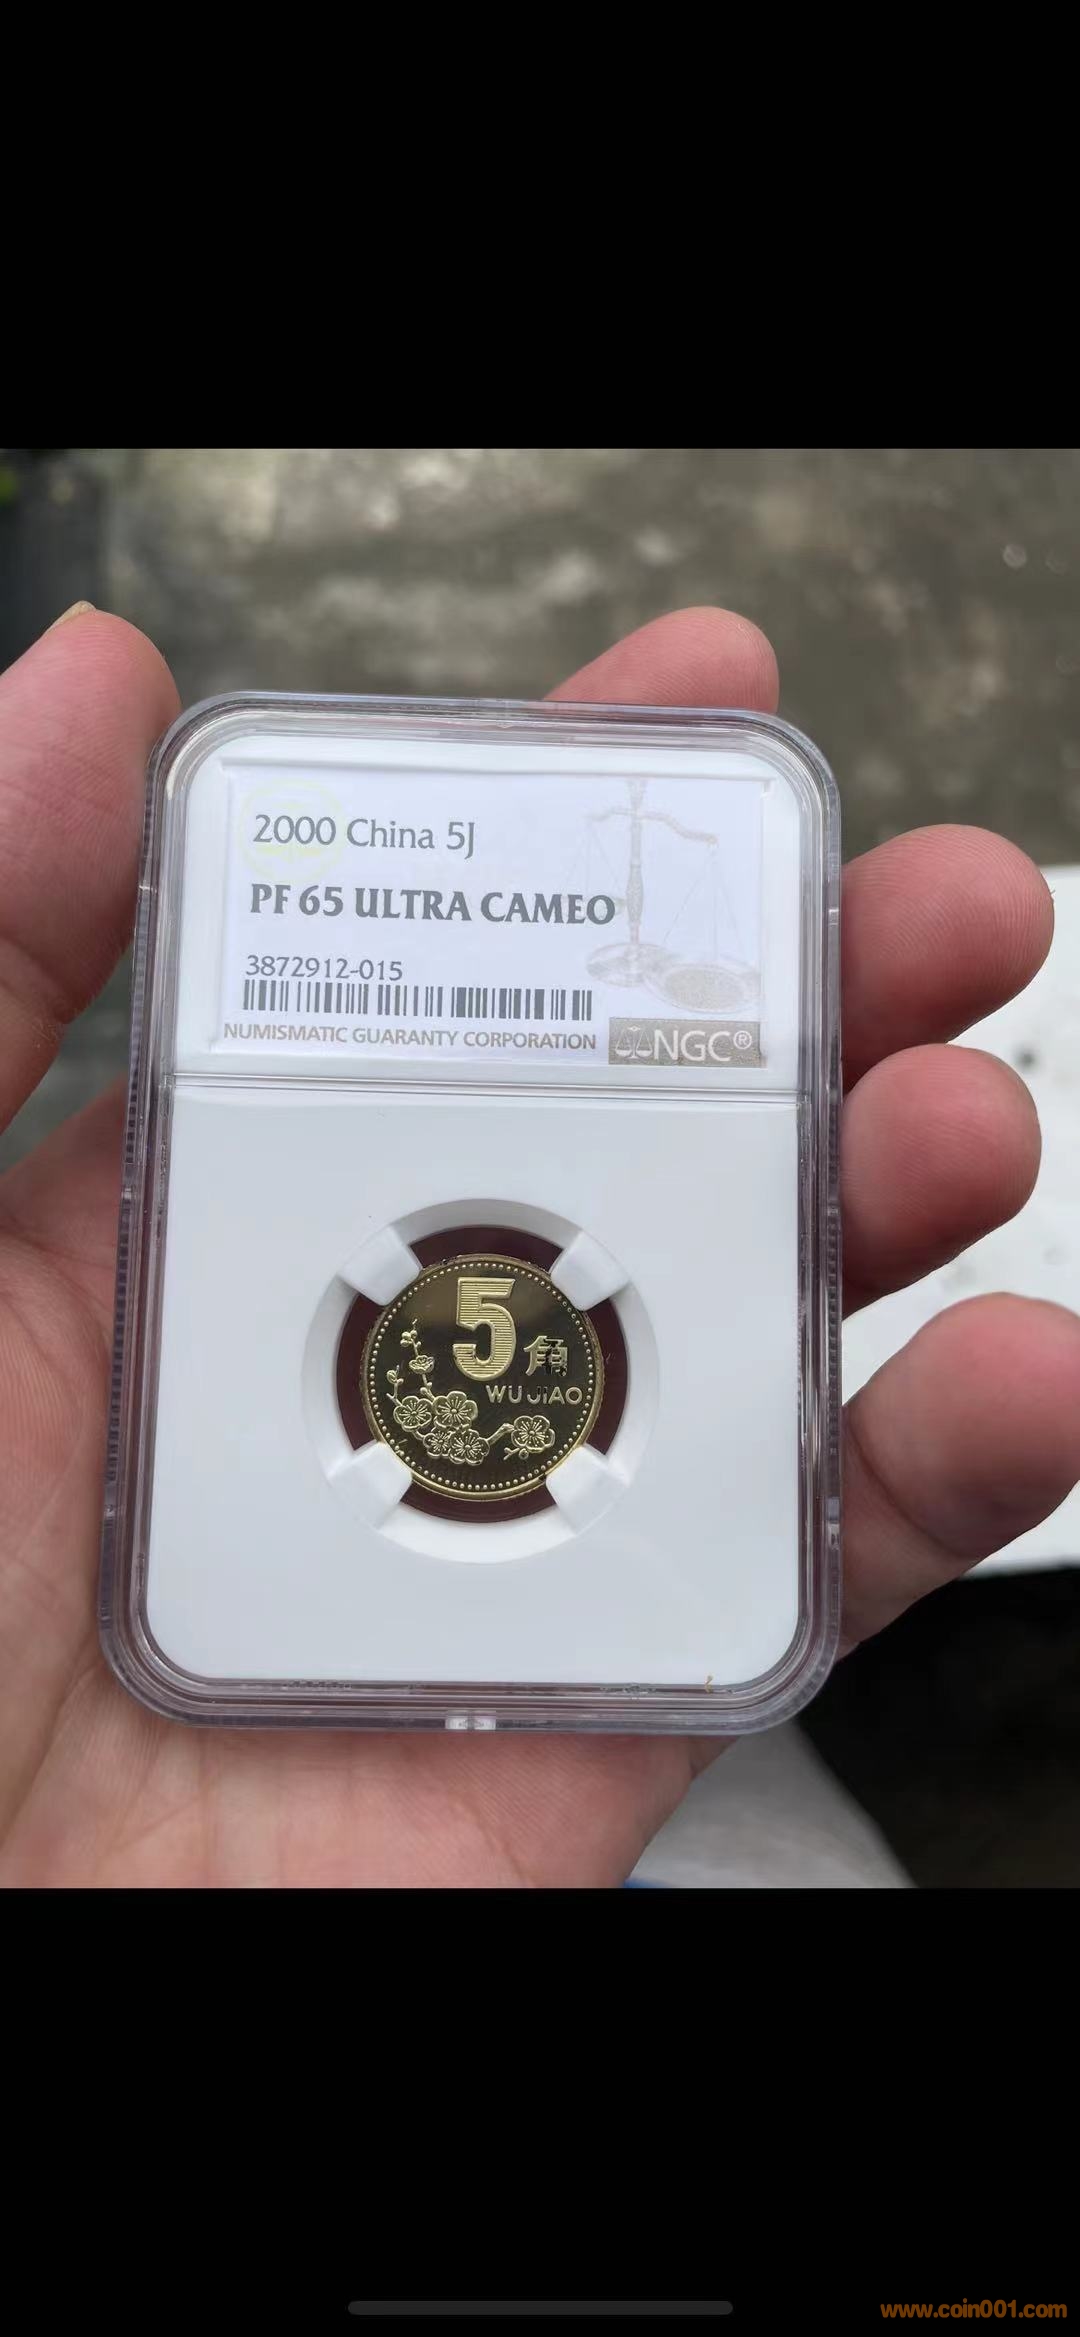 2000 China 5J
PF 65 ULTRA CAMEO
3872912-015
NUMISMATIC GUARANTY CORPORATION
NGC®
5角
WU JIAO
www.coin001.com